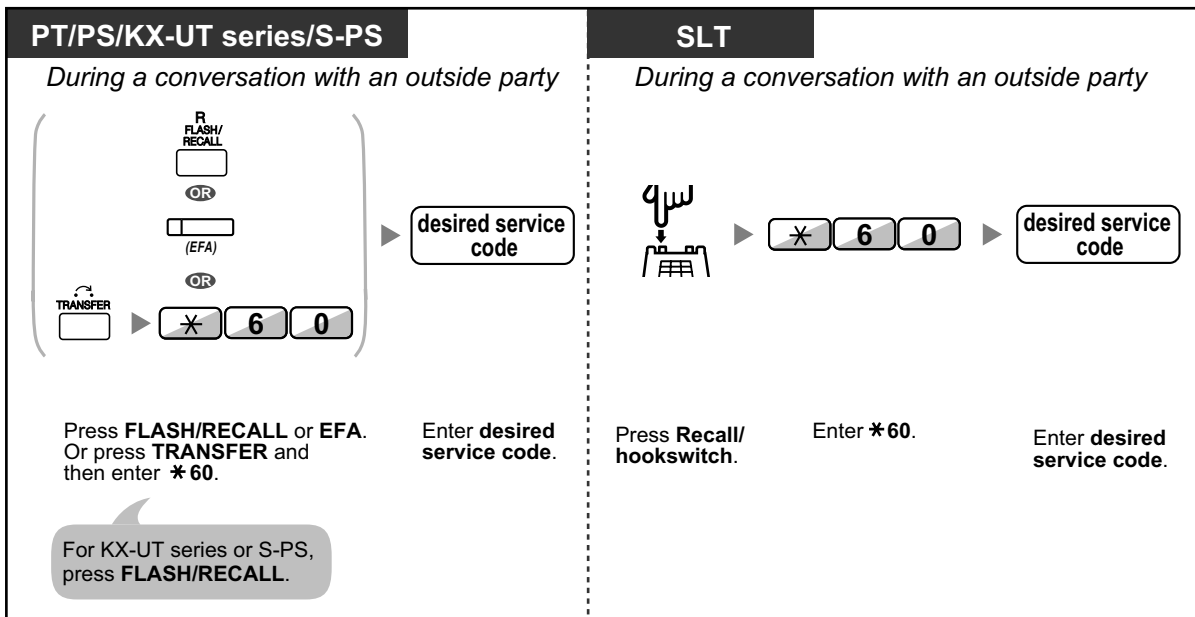 PT/PS/KX-UT series/S-PS
During a conversation with an outside party
R
FLASH/
RECALL
OR
(EFA)
OR
TRANSFER
* 6 0
desired service
code
Press FLASH/RECALL or EFA.
Or press TRANSFER and
then enter *60.
Enter desired
service code.
For KX-UT series or S-PS,
press FLASH/RECALL.
SLT
During a conversation with an outside party
* 6 0
desired service
code
Press Recall/
hookswitch.
Enter *60.
Enter desired
service code.